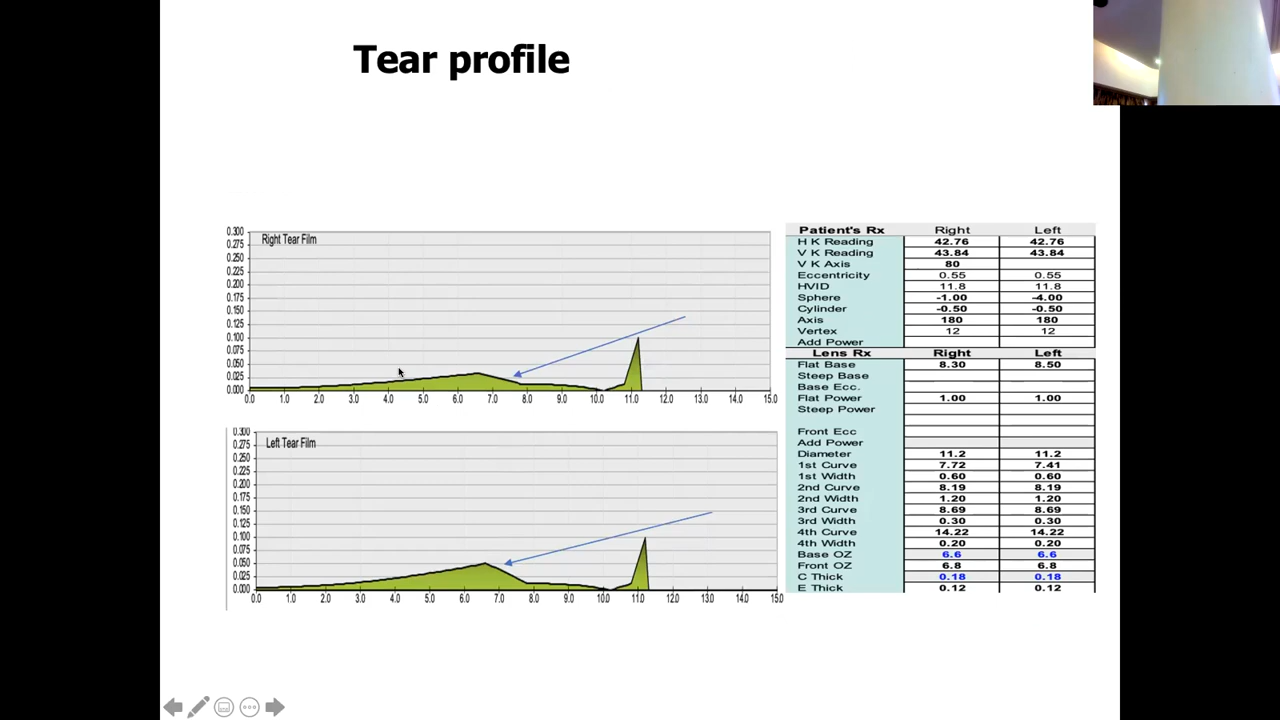 Tear profile
Right Tear Film
0.300
0.275
0.250
0.225
0.200
0.175
0.150
0.125
0.100
0.075
0.050
0.025
0.000
0.0 1.0 2.0 3.0 4.0 5.0 6.0 7.0 8.0 9.0 10.0 11.0 12.0 13.0 14.0 15.0
Left Tear Film
0.300
0.275
0.250
0.225
0.200
0.175
0.150
0.125
0.100
0.075
0.050
0.025
0.000
0.0 1.0 2.0 3.0 4.0 5.0 6.0 7.0 8.0 9.0 10.0 11.0 12.0 13.0 14.0 15.0
Patient's Rx Right Left
H K Reading 42.76 42.76
V K Reading 43.84 43.84
V K Axis 80
Eccentricity 0.55 0.55
HVID 11.8 11.8
Sphere -1.00 -4.00
Cylinder -0.50 -0.50
Axis 180 180
Vertex 12 12
Add Power
Lens Rx Right Left
Flat Base 8.30 8.50
Steep Base
Base Ecc.
Flat Power 1.00 1.00
Steep Power
Front Ecc
Add Power
Diameter 11.2 11.2
1st Curve 7.72 7.41
1st Width 0.60 0.60
2nd Curve 8.19 8.19
2nd Width 1.20 1.20
3rd Curve 8.69 8.69
3rd Width 0.30 0.30
4th Curve 14.22 14.22
4th Width 0.20 0.20
Base OZ 6.6 6.6
Front OZ 6.8 6.8
C Thick 0.18 0.18
E Thick 0.12 0.12